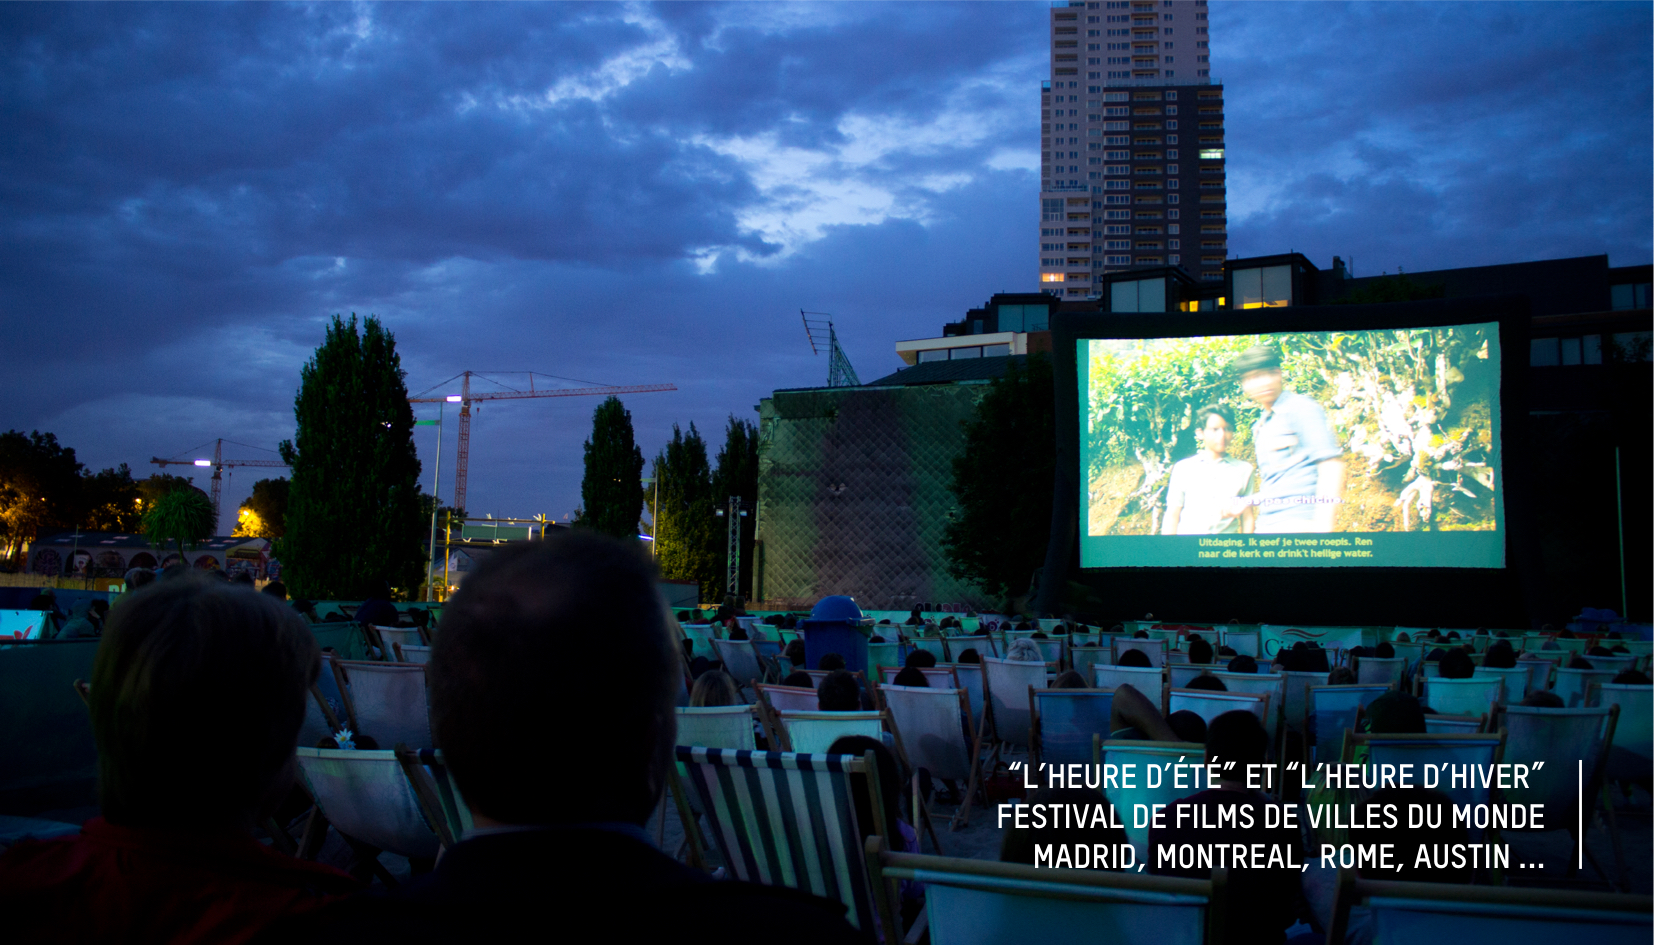 Uitdaging. Ik geef je twee roepis. Ren
naar die kerk en drink't heilige water.
“L’HEURE D’ÉTÉ” ET “L’HEURE D’HIVER”
FESTIVAL DE FILMS DE VILLES DU MONDE
MADRID, MONTREAL, ROME, AUSTIN ...